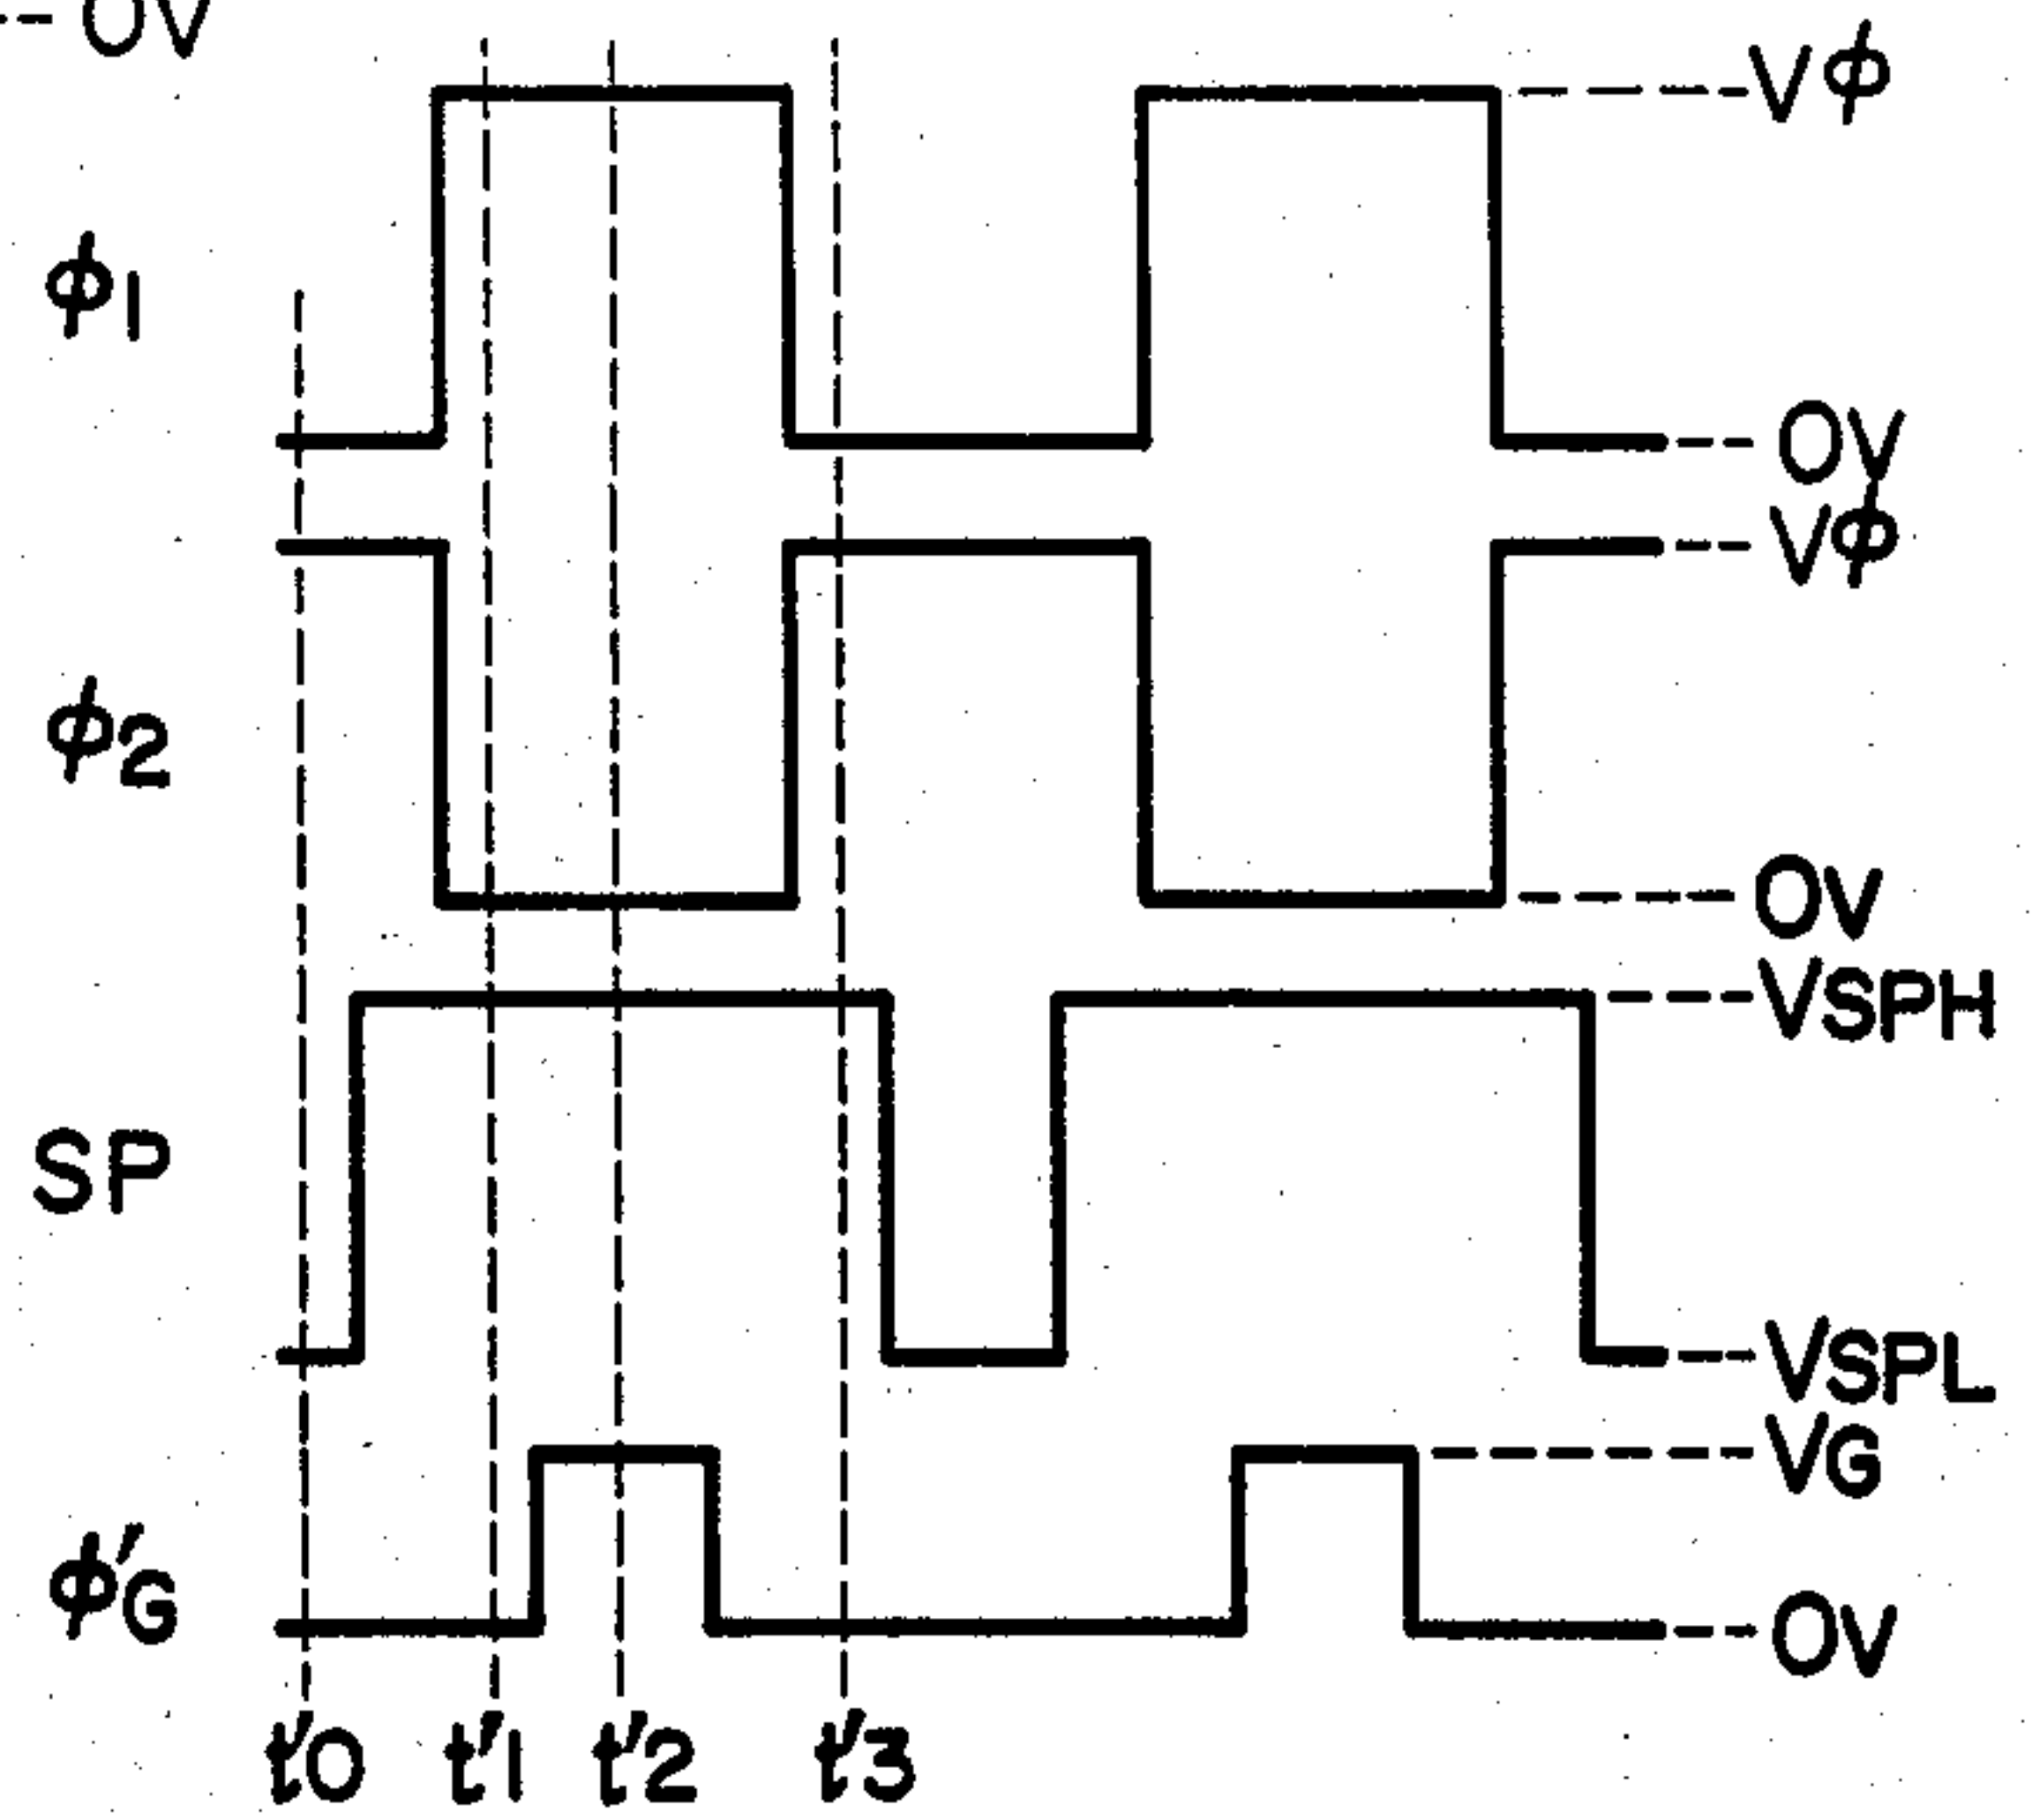 OV
Vϕ
ϕ1
OV
Vϕ
ϕ2
OV
VSPH
SP
VSPL
VG
ϕ'G
OV
t'0 t'1 t'2 t'3